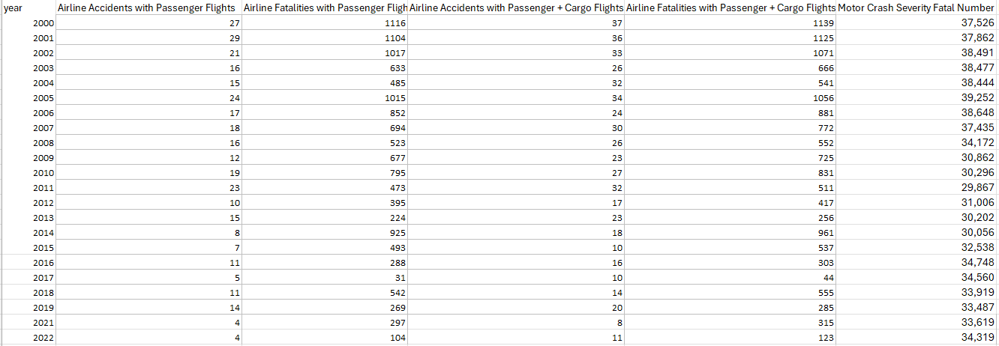 year Airline Accidents with Passenger Flights Airline Fatalities with Passenger Fligh Airline Accidents with Passenger + Cargo Flights Airline Fatalities with Passenger + Cargo Flights Motor Crash Severity Fatal Number
2000 27 1116 37 1139 37,526
2001 29 1104 36 1125 37,862
2002 21 1017 33 1071 38,491
2003 16 633 26 666 38,477
2004 15 485 32 541 38,444
2005 24 1015 34 1056 39,252
2006 17 852 24 881 38,648
2007 18 694 30 772 37,435
2008 16 523 26 552 34,172
2009 12 677 23 725 30,862
2010 19 795 27 831 30,296
2011 23 473 32 511 29,867
2012 10 395 17 417 31,006
2013 15 224 23 256 30,202
2014 8 925 18 961 30,056
2015 7 493 10 537 32,538
2016 11 288 16 303 34,748
2017 5 31 10 44 34,560
2018 11 542 14 555 33,919
2019 14 269 20 285 33,487
2021 4 297 8 315 33,619
2022 4 104 11 123 34,319